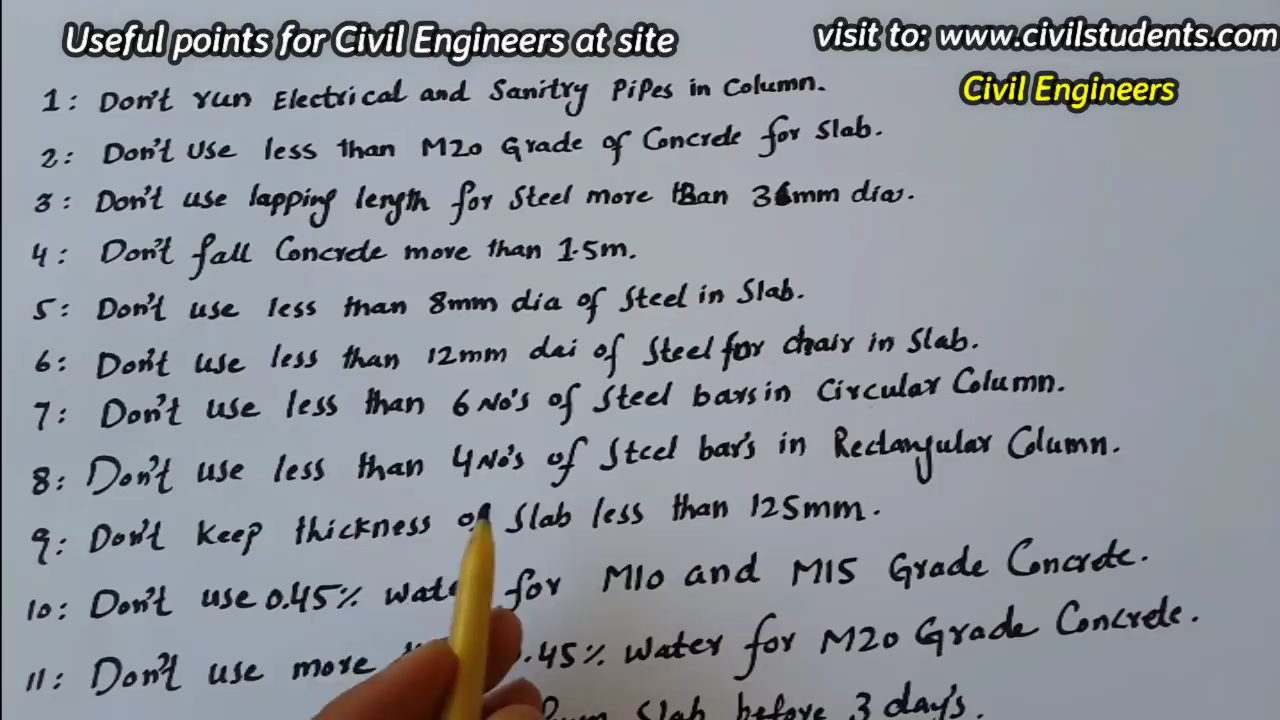 Useful points for Civil Engineers at site
visit to: www.civilstudents.com
Civil Engineers
1: Don't run Electrical and Sanitry Pipes in Column.
2: Don't Use less than M20 Grade of Concrete for Slab.
3: Don't use lapping length for Steel more than 36mm dia.
4: Don't fall Concrete more than 1.5m.
5: Don't use less than 8mm dia of Steel in Slab.
6: Don't use less than 12mm dai of Steel for chair in Slab.
7: Don't use less than 6 No's of Steel bars in Circular Column.
8: Don't use less than 4 No's of Steel bar's in Rectangular Column.
9: Don't Keep thickness of Slab less than 125mm.
10: Don't use 0.45% Wate for M10 and M15 Grade Concrete.
11: Don't use more .45% Water for M20 Grade Concrete.
Slab before 3 day's.